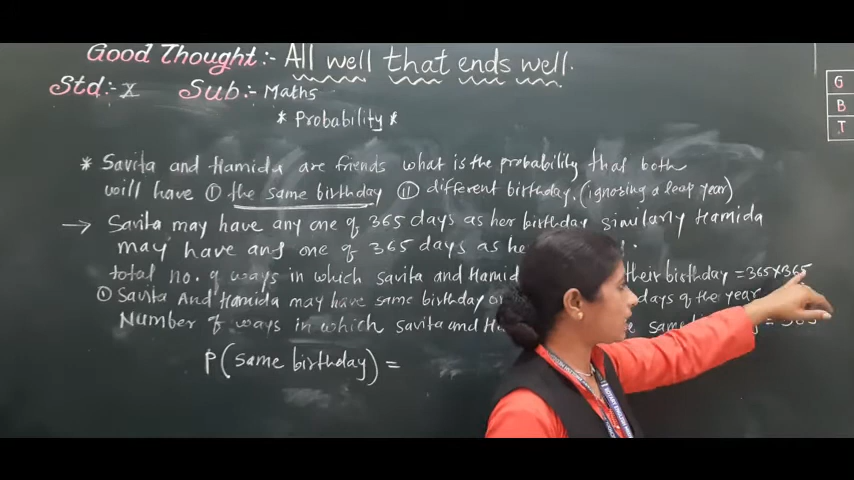 Good Thought:- All well that ends well.
Std:- X Sub:- Maths
* Probability *
G
B
T
* Savita and Hamida are friends what is the probability that both
will have (i) the same birthday (ii) different birthday. (ignoring a leap year)
→ Savita may have any one of 365 days as her birthday similarly Hamida
may have any one of 365 days as
total no. of ways in which savita and Hamid their birthday = 365×365
(i) Savita And Hamida may have same birthday days of the year
Number of ways in which savita and same = 365
P(same birthday) =